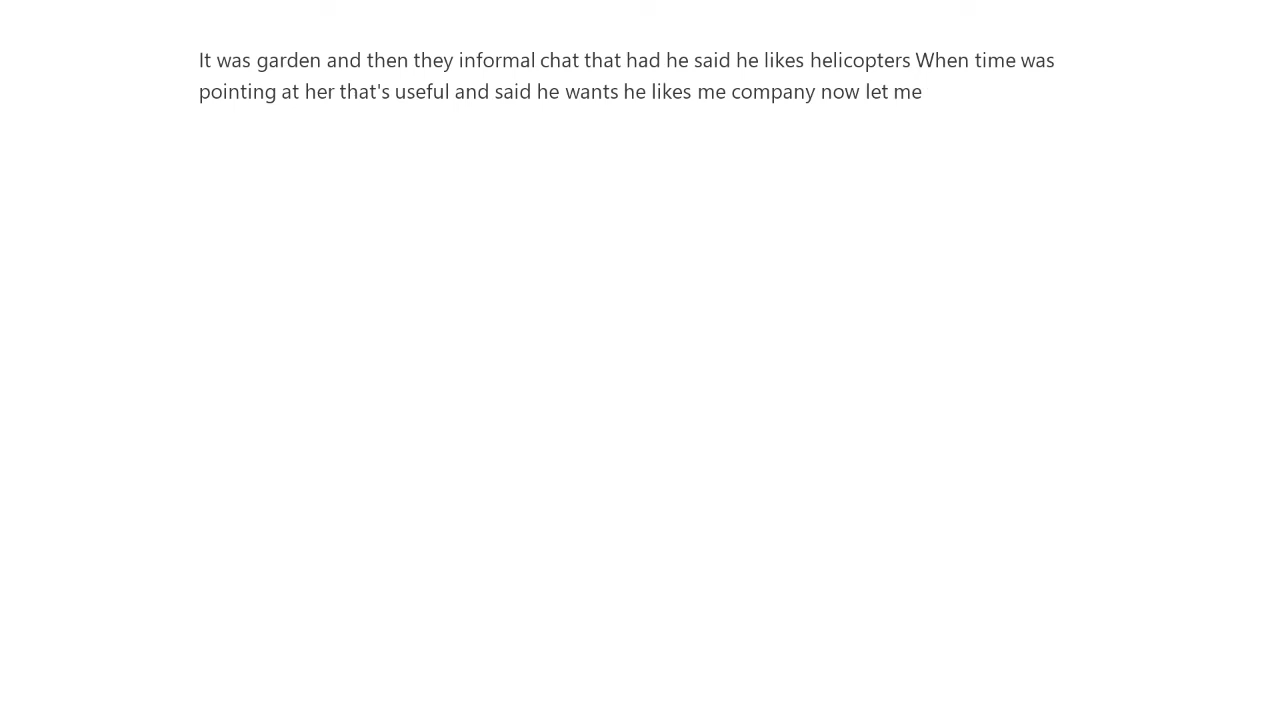 It was garden and then they informal chat that had he said he likes helicopters When time was
pointing at her that's useful and said he wants he likes me company now let me